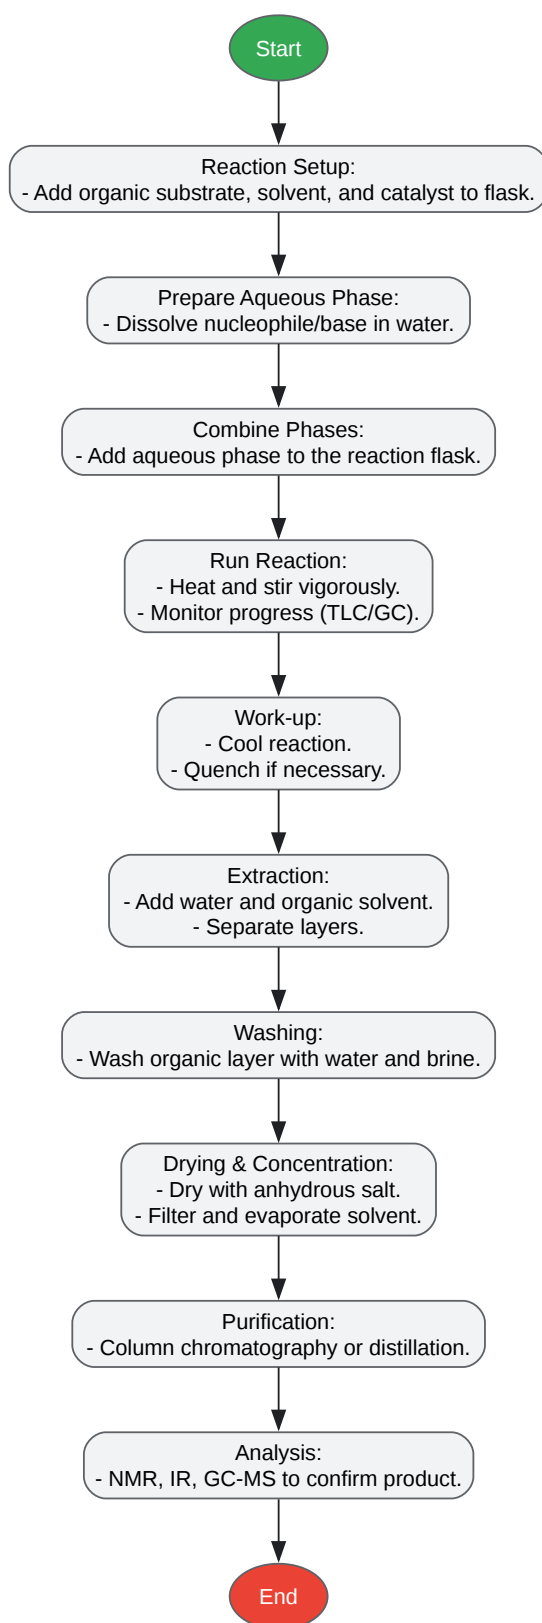 Start
Reaction Setup:
- Add organic substrate, solvent, and catalyst to flask.
Prepare Aqueous Phase:
- Dissolve nucleophile/base in water.
Combine Phases:
- Add aqueous phase to the reaction flask.
Run Reaction:
- Heat and stir vigorously.
- Monitor progress (TLC/GC).
Work-up:
- Cool reaction.
- Quench if necessary.
Extraction:
- Add water and organic solvent.
- Separate layers.
Washing:
- Wash organic layer with water and brine.
Drying & Concentration:
- Dry with anhydrous salt.
- Filter and evaporate solvent.
Purification:
- Column chromatography or distillation.
Analysis:
- NMR, IR, GC-MS to confirm product.
End